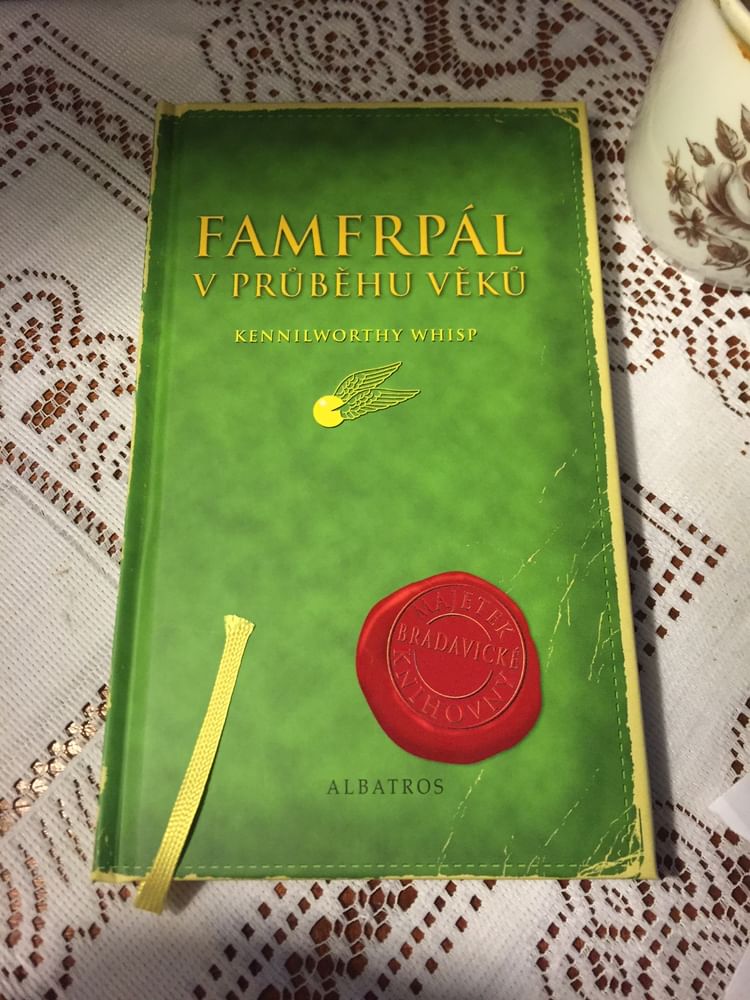 FAMFRPÁL
V PRŮBĚHU VĚKŮ
KENNILWORTHY WHISP
MAJETEK
BRADAVICKÉ
KNIHOVNY
ALBATROS